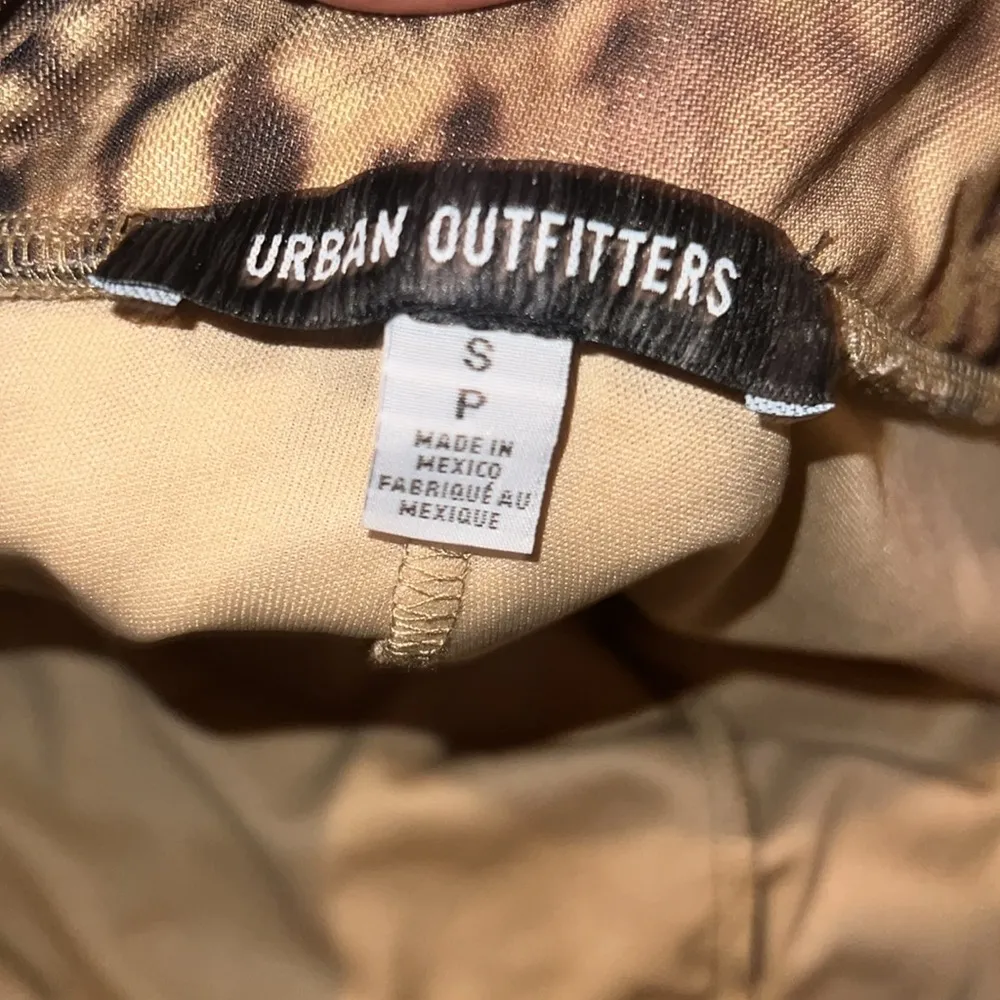 URBAN OUTFITTERS
S
P
MADE IN
MEXICO
FABRIQUÉ AU
MEXIQUE